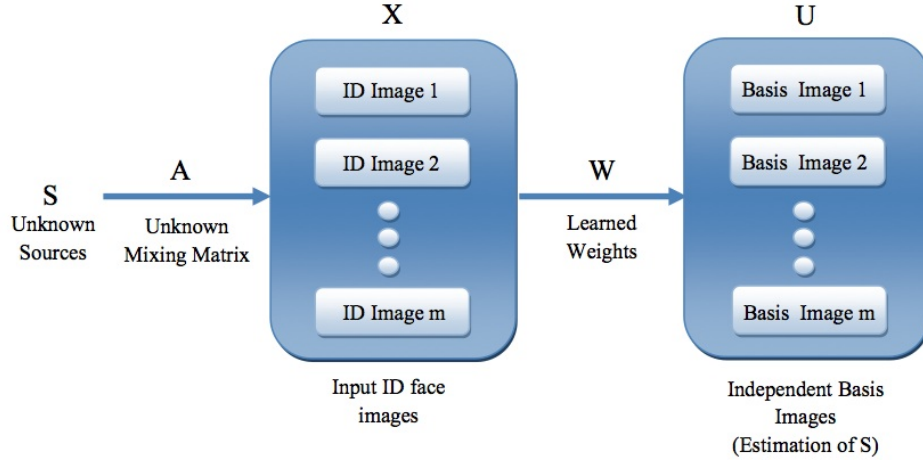 X
U
ID Image 1
ID Image 2
ID Image m
Basis Image 1
Basis Image 2
Basis Image m
S
Unknown
Sources
A
Unknown
Mixing Matrix
W
Learned
Weights
Input ID face
images
Independent Basis
Images
(Estimation of S)